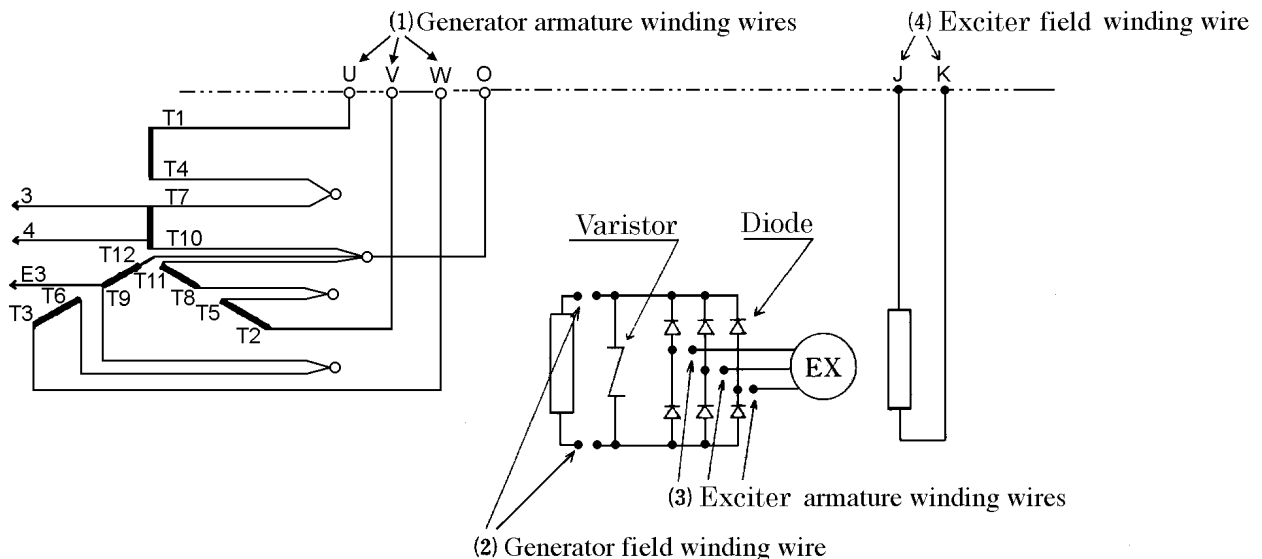 (1) Generator armature winding wires
(4) Exciter field winding wire
U V W O
J K
T1
T4
3
T7
4
T10
T12
E3
T11
T6
T9
T8
T3
T5
T2
Varistor
Diode
EX
(3) Exciter armature winding wires
(2) Generator field winding wire